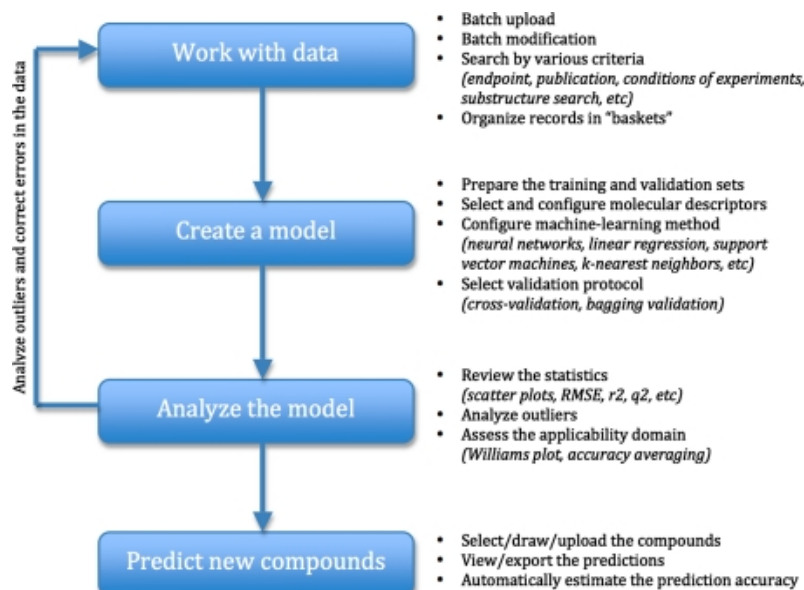 Work with data
• Batch upload
• Batch modification
• Search by various criteria
(endpoint, publication, conditions of experiments,
substructure search, etc)
• Organize records in “baskets”
Create a model
• Prepare the training and validation sets
• Select and configure molecular descriptors
• Configure machine-learning method
(neural networks, linear regression, support
vector machines, k-nearest neighbors, etc)
• Select validation protocol
(cross-validation, bagging validation)
Analyze the model
• Review the statistics
(scatter plots, RMSE, r2, q2, etc)
• Analyze outliers
• Assess the applicability domain
(Williams plot, accuracy averaging)
Predict new compounds
• Select/draw/upload the compounds
• View/export the predictions
• Automatically estimate the prediction accuracy
Analyze outliers and correct errors in the data